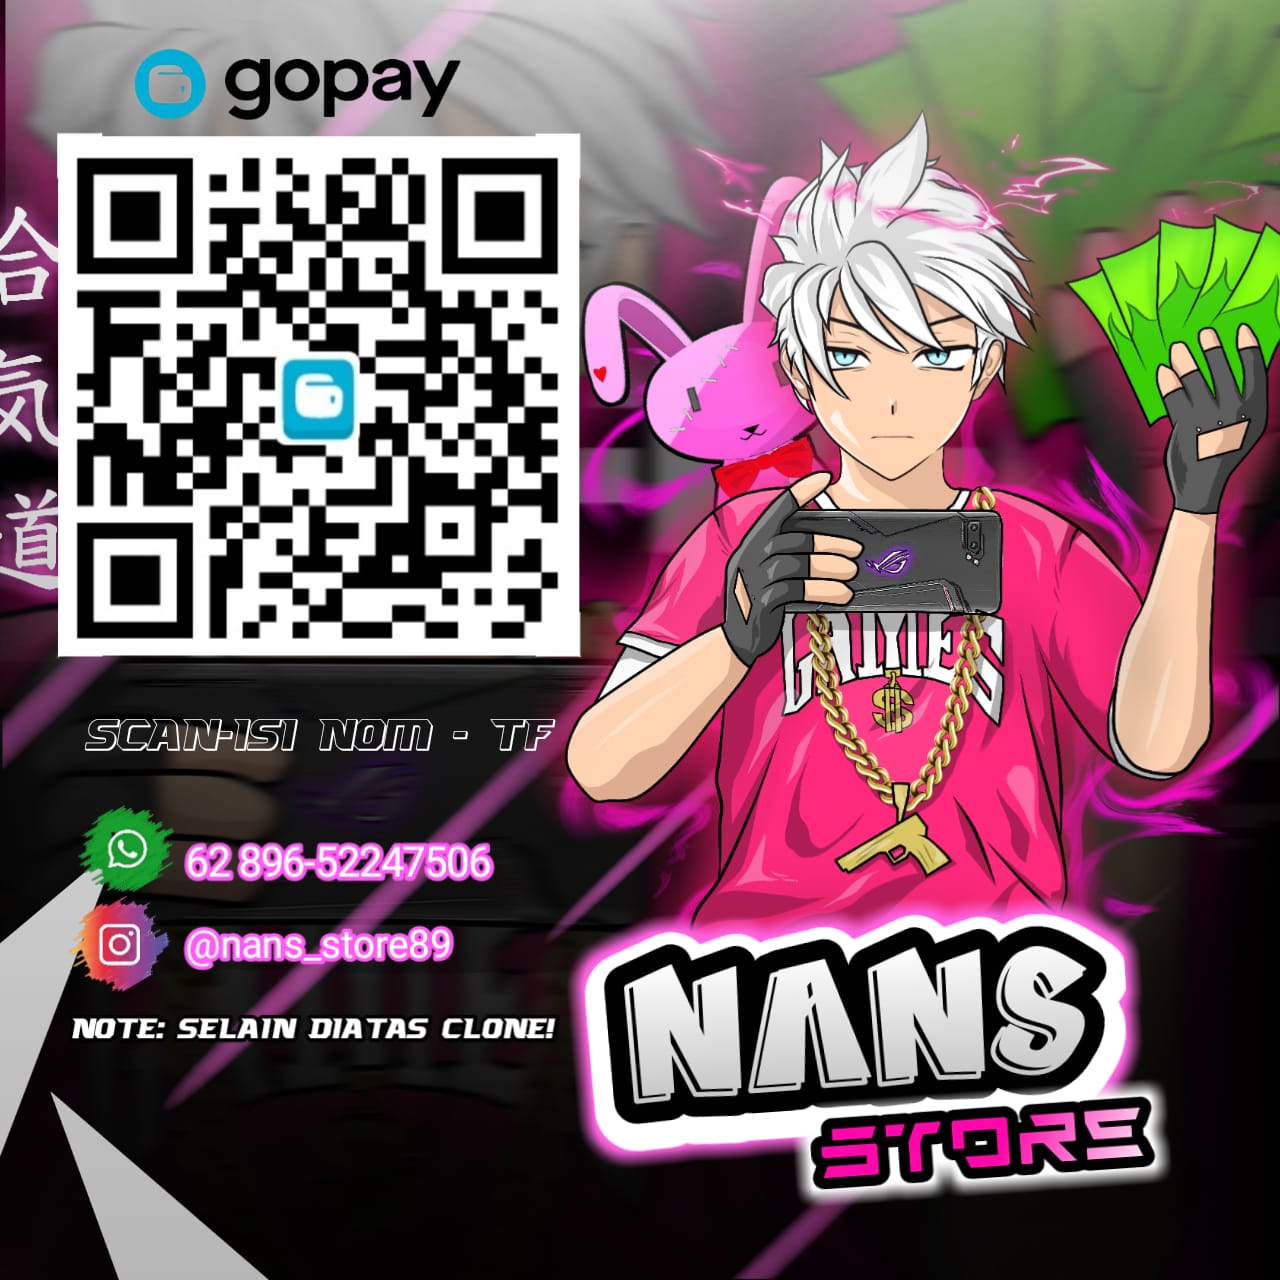 gopay
合
気
道
SCAN-ISI NOM - TF
62 896-52247506
@nans_store89
NOTE: SELAIN DIATAS CLONE!
GAMES
$
NANS
STORE